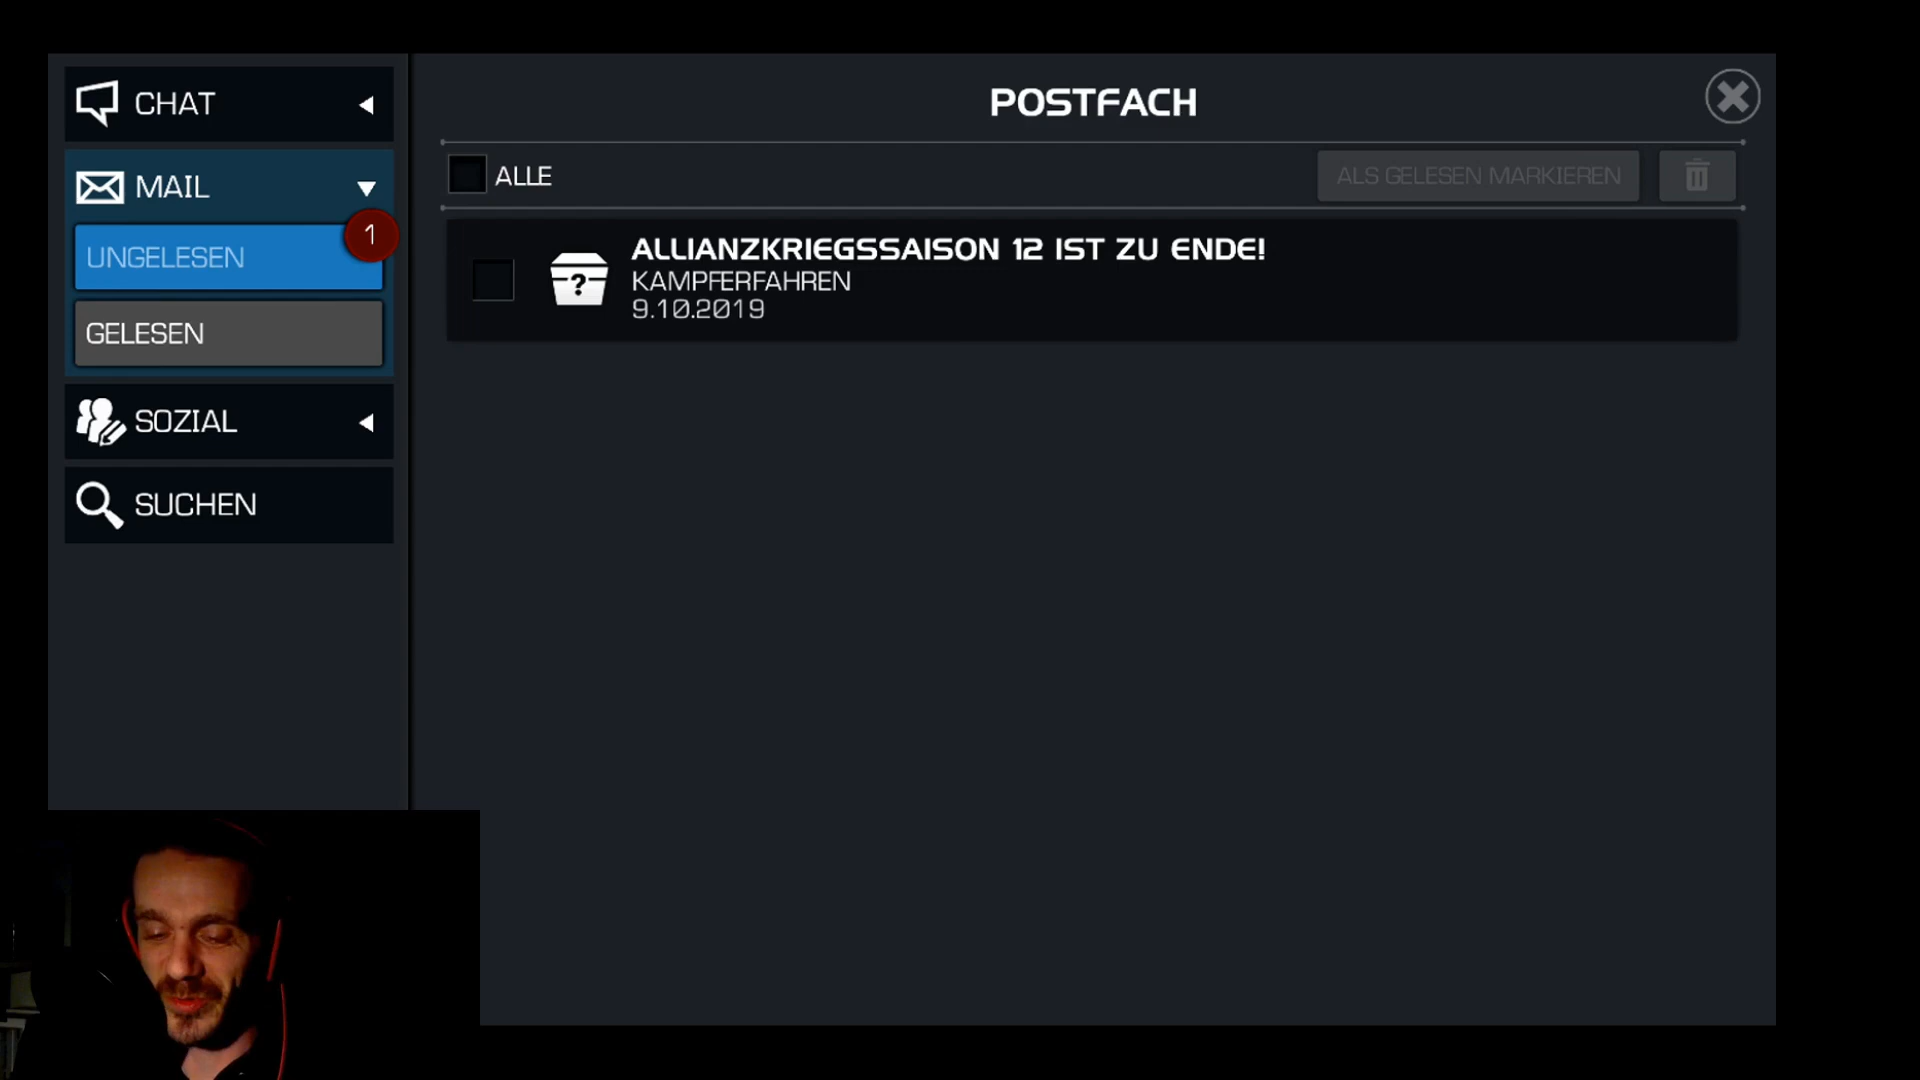 CHAT
MAIL
UNGELESEN
1
GELESEN
SOZIAL
SUCHEN
POSTFACH
ALLE
ALS GELESEN MARKIEREN
ALLIANZKRIEGSSAISON 12 IST ZU ENDE!
KAMPFERFAHREN
9.10.2019